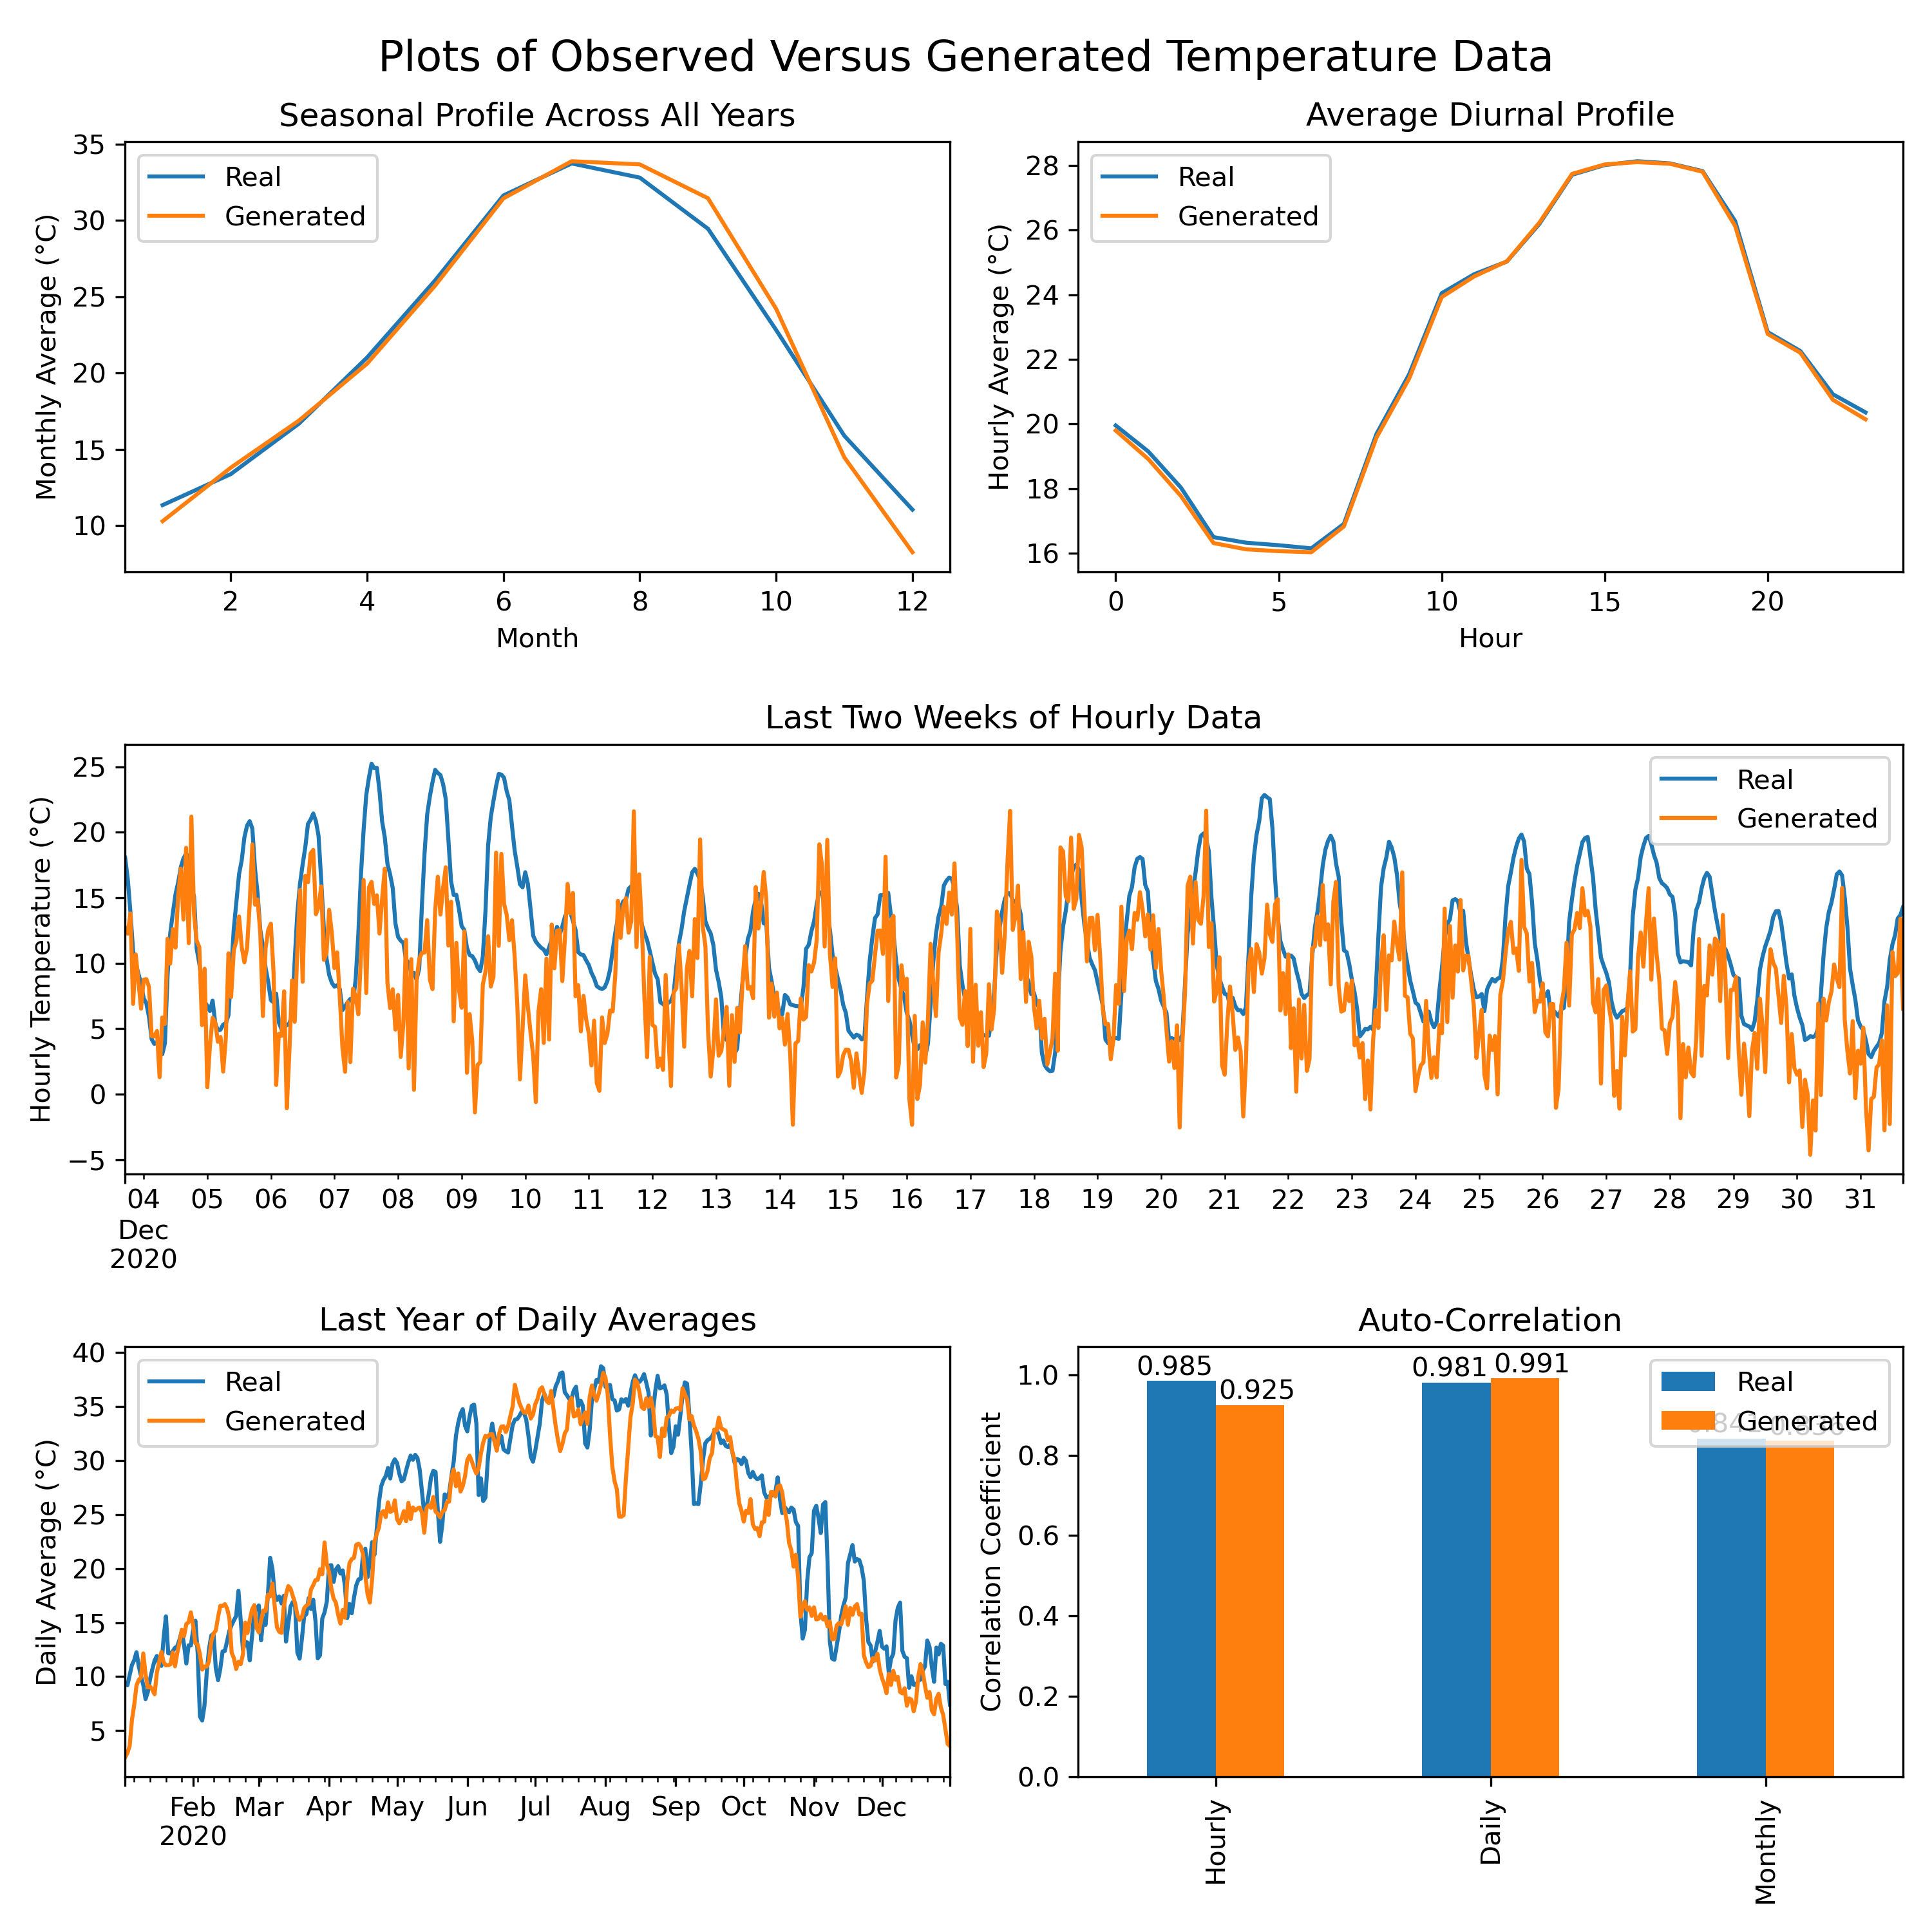 Plots of Observed Versus Generated Temperature Data
Seasonal Profile Across All Years
Monthly Average (°C)
35
30
25
20
15
10
Real
Generated
2 4 6 8 10 12
Month
Average Diurnal Profile
Hourly Average (°C)
28
26
24
22
20
18
16
Real
Generated
0 5 10 15 20
Hour
Last Two Weeks of Hourly Data
Hourly Temperature (°C)
25
20
15
10
5
0
−5
Real
Generated
04 05 06 07 08 09 10 11 12 13 14 15 16 17 18 19 20 21 22 23 24 25 26 27 28 29 30 31
Dec
2020
Last Year of Daily Averages
Daily Average (°C)
40
35
30
25
20
15
10
5
Real
Generated
Feb Mar Apr May Jun Jul Aug Sep Oct Nov Dec
2020
Auto-Correlation
Correlation Coefficient
1.0
0.8
0.6
0.4
0.2
0.0
0.985
0.925
0.981 0.991
Real
Generated
Hourly
Daily
Monthly